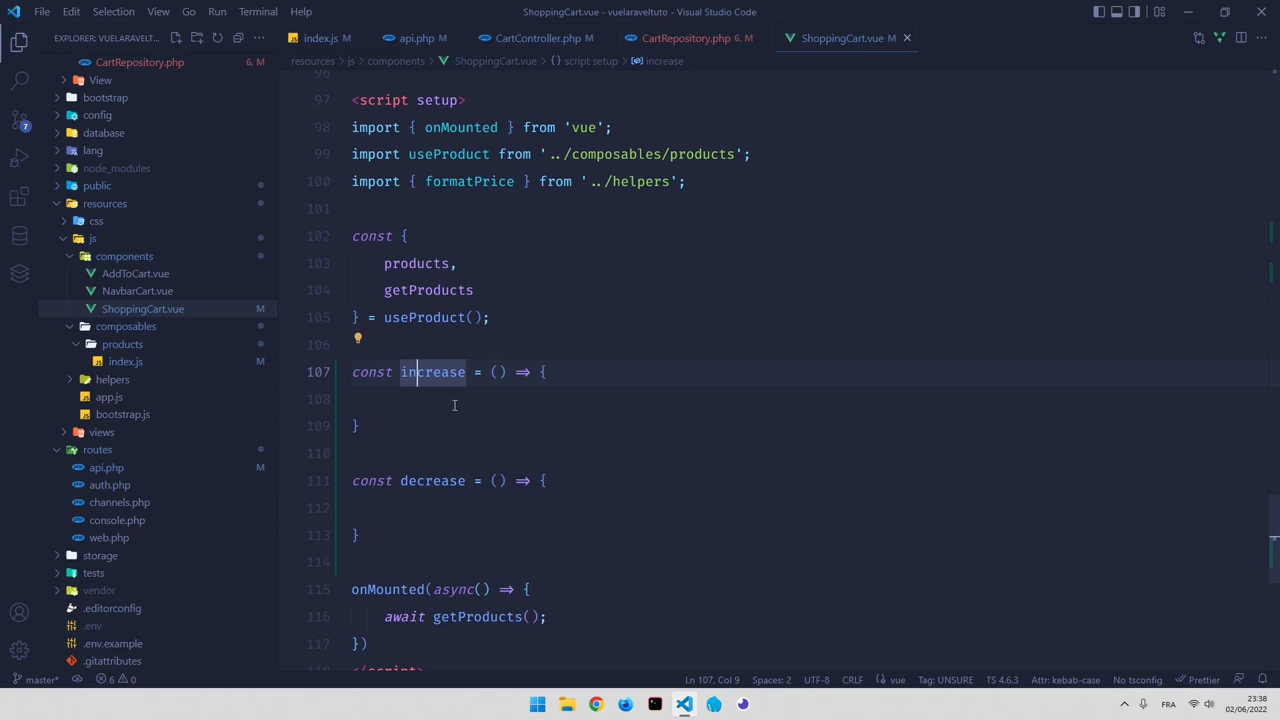 File Edit Selection View Go Run Terminal Help
ShoppingCart.vue - vuelaraveltuto - Visual Studio Code
EXPLORER: VUELARAVELT...
index.js M
api.php M
CartController.php M
CartRepository.php 6, M
ShoppingCart.vue M
resources > js > components > ShoppingCart.vue > {} script setup > increase
CartRepository.php 6, M
View
bootstrap
config
database
lang
node_modules
public
resources
css
js
components
AddToCart.vue
NavbarCart.vue
ShoppingCart.vue M
composables
products
index.js M
helpers
app.js
bootstrap.js
views
routes
api.php M
auth.php
channels.php
console.php
web.php
storage
tests
vendor
.editorconfig
.env
.env.example
.gitattributes
7
96
97 <script setup>
98 import { onMounted } from 'vue';
99 import useProduct from '../composables/products';
100 import { formatPrice } from '../helpers';
101
102 const {
103 products,
104 getProducts
105 } = useProduct();
106
107 const increase = () => {
108
109 }
110
111 const decrease = () => {
112
113 }
114
115 onMounted(async() => {
116 await getProducts();
117 })
118 </script>
master* 6 0
Ln 107, Col 9 Spaces: 2 UTF-8 CRLF vue Tag: UNSURE TS 4.6.3 Attr: kebab-case No tsconfig Prettier
FRA
23:38
02/06/2022